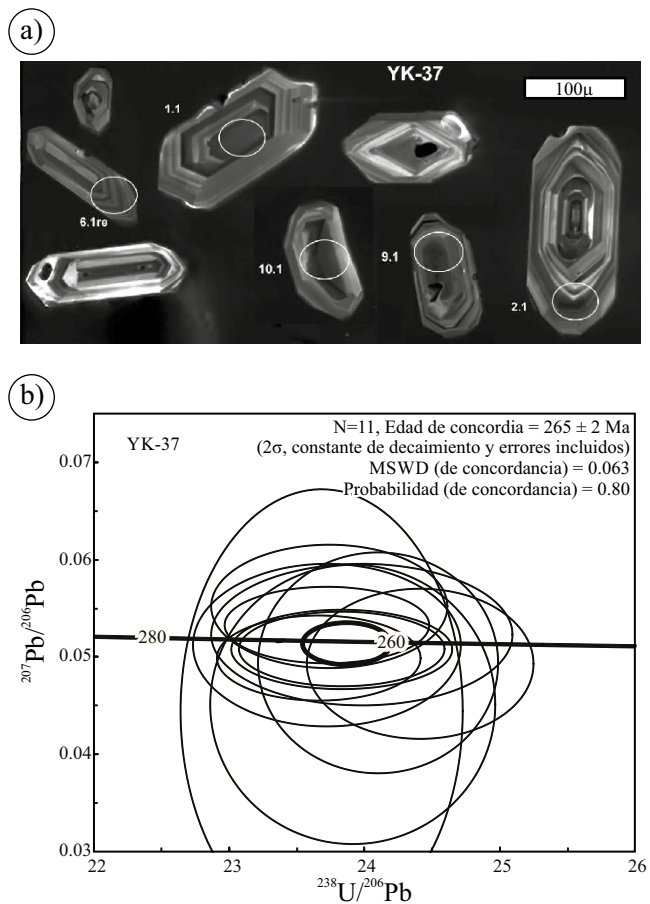 a)
YK-37
100µ
1.1
6.1re
10.1
9.1
2.1
b)
YK-37
N=11, Edad de concordia = 265 ± 2 Ma
(2σ, constante de decaimiento y errores incluidos)
MSWD (de concordancia) = 0.063
Probabilidad (de concordancia) = 0.80
0.07
0.06
0.05
0.04
0.03
²⁰⁷Pb/²⁰⁶Pb
280
260
22
23
24
25
26
²³⁸U/²⁰⁶Pb